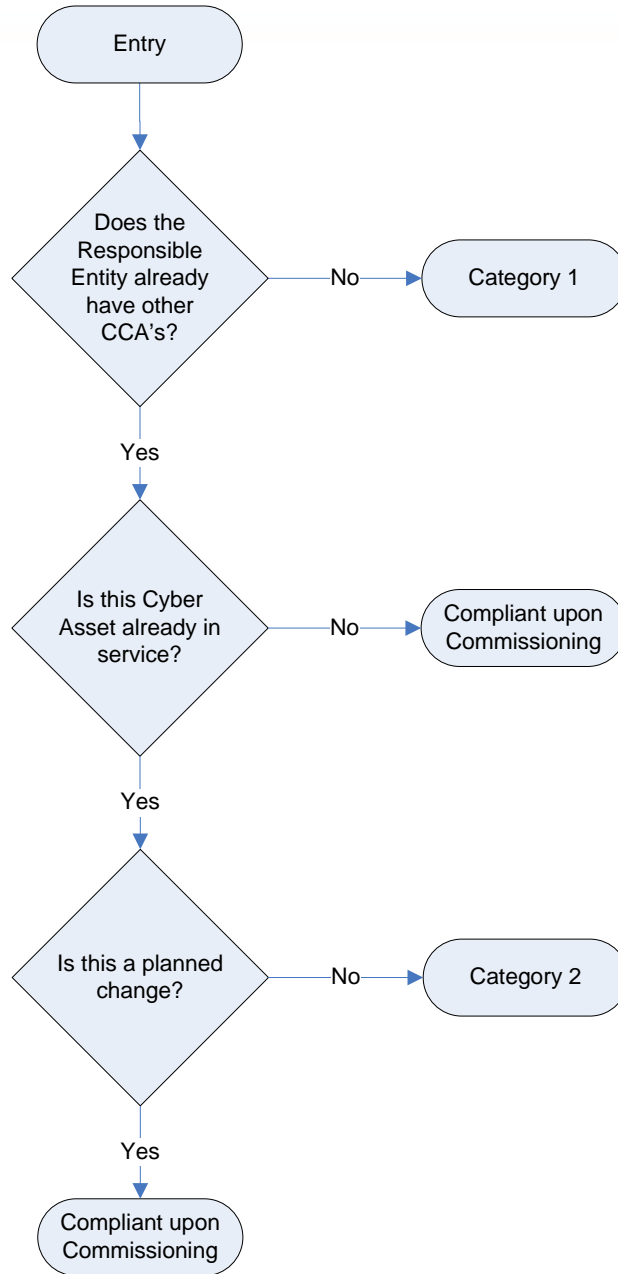 Entry
Does the
Responsible
Entity already
have other
CCA’s?
No
Category 1
Yes
Is this Cyber
Asset already in
service?
No
Compliant upon
Commissioning
Yes
Is this a planned
change?
No
Category 2
Yes
Compliant upon
Commissioning